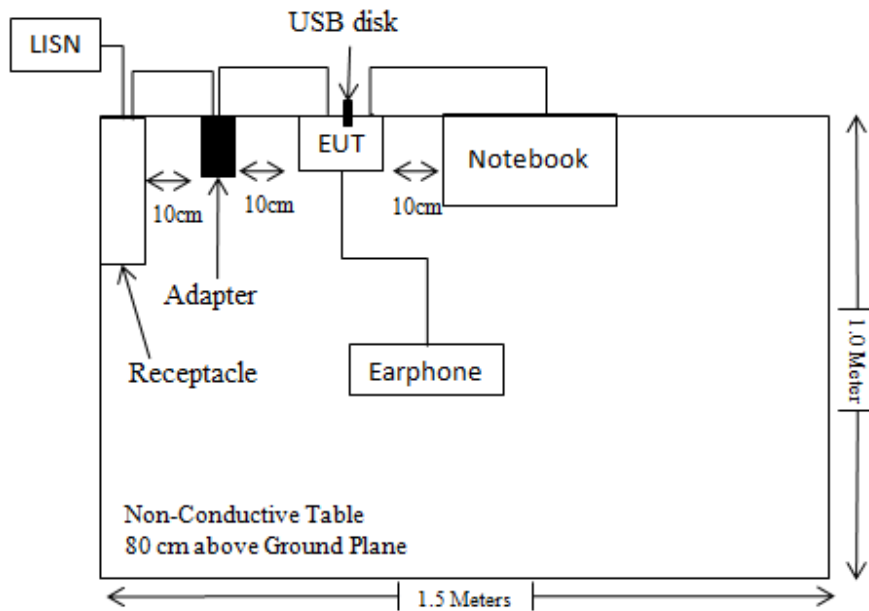 USB disk
LISN
EUT
Notebook
10cm
10cm
10cm
Adapter
Receptacle
Earphone
1.0 Meter
Non-Conductive Table
80 cm above Ground Plane
1.5 Meters